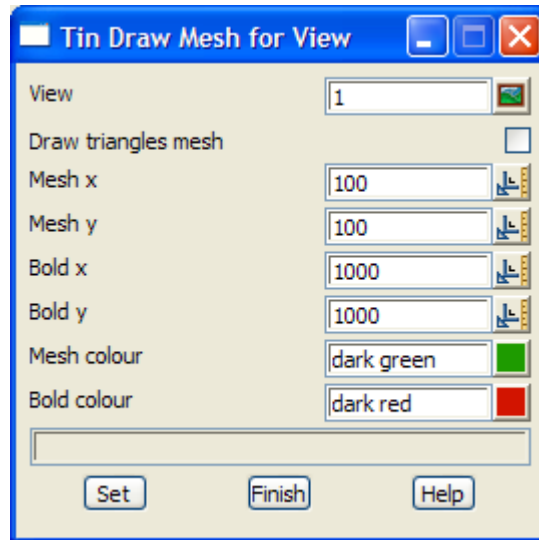 Tin Draw Mesh for View
View 1
Draw triangles mesh
Mesh x 100
Mesh y 100
Bold x 1000
Bold y 1000
Mesh colour dark green
Bold colour dark red
Set Finish Help